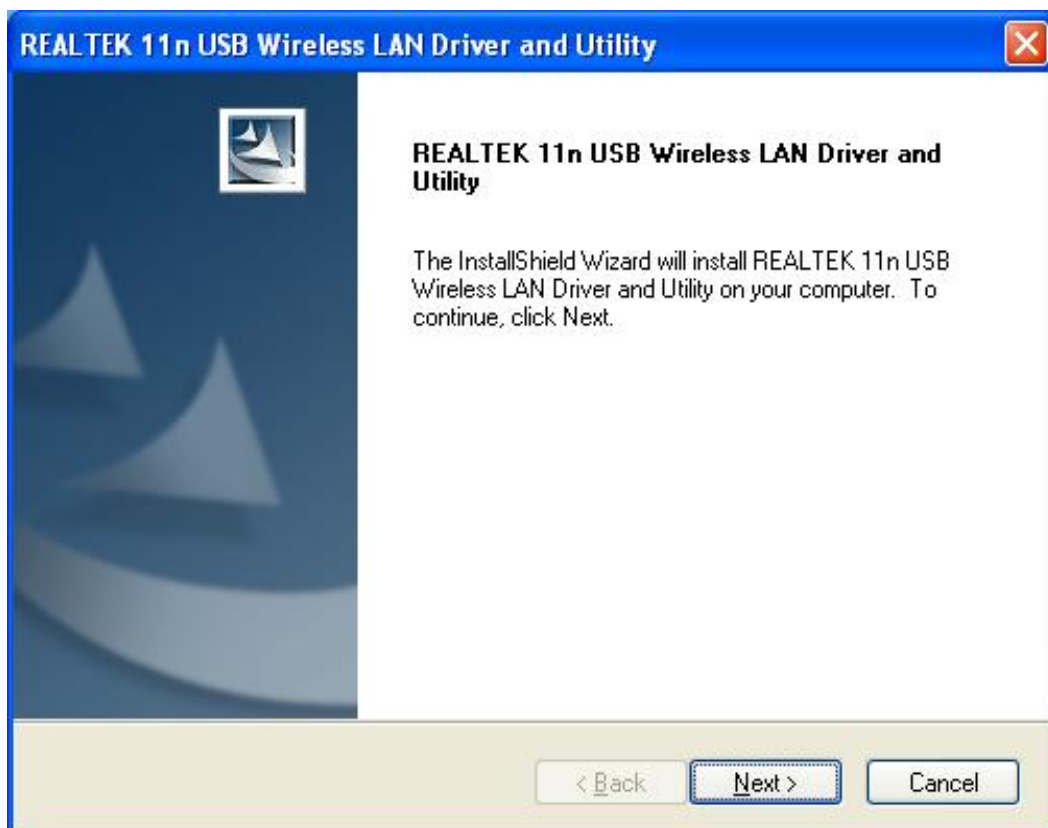 REALTEK 11n USB Wireless LAN Driver and Utility
REALTEK 11n USB Wireless LAN Driver and
Utility
The InstallShield Wizard will install REALTEK 11n USB
Wireless LAN Driver and Utility on your computer.  To
continue, click Next.
< Back
Next >
Cancel